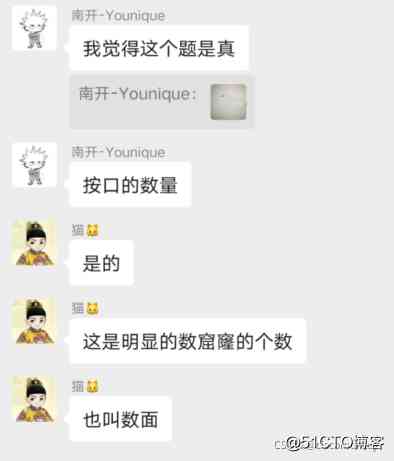 南开-Younique
我觉得这个题是真
南开-Younique：
南开-Younique
按口的数量
猫🐱
是的
猫🐱
这是明显的数窟窿的个数
猫🐱
也叫数面
@51CTO博客